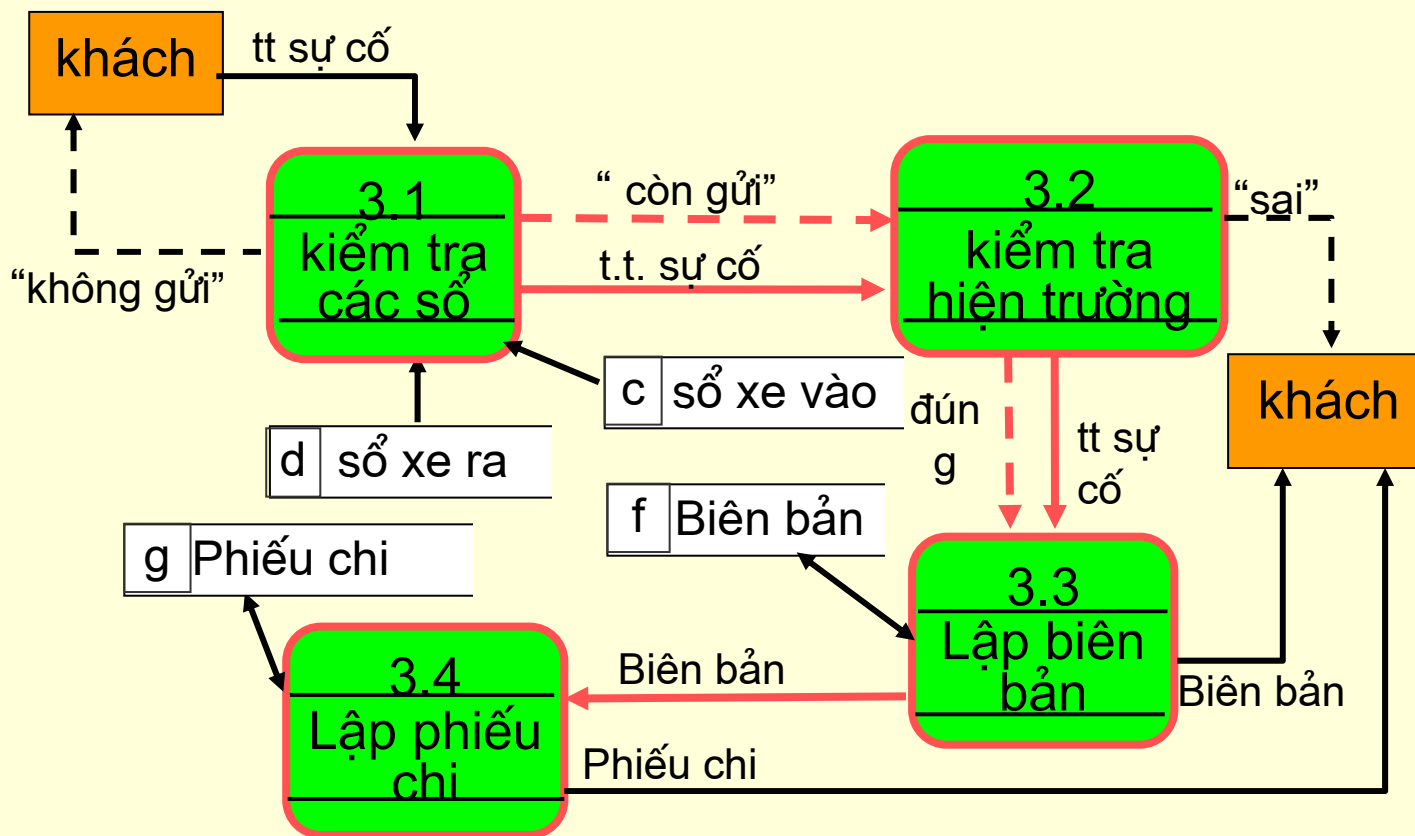 khách
tt sự cố
“không gửi”
3.1
kiểm tra
các sổ
“ còn gửi”
t.t. sự cố
3.2
kiểm tra
hiện trường
“sai”
khách
c sổ xe vào
d sổ xe ra
đún
g
tt sự
cố
f Biên bản
g Phiếu chi
3.3
Lập biên
bản
Biên bản
Biên bản
3.4
Lập phiếu
chi
Phiếu chi